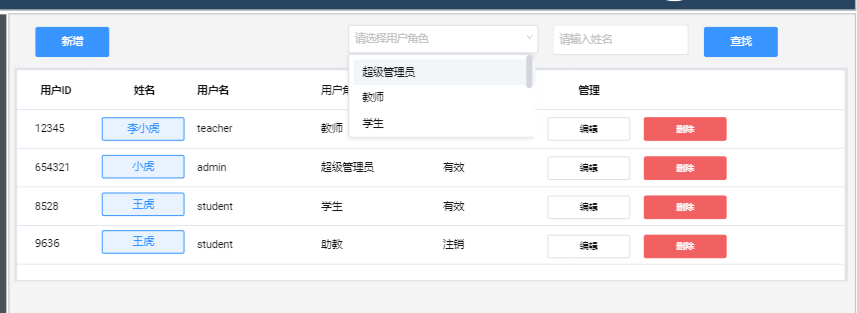 新增 请选择用户角色 请输入姓名 查找
超级管理员
教师
学生
用户ID 姓名 用户名 用户 管理
12345 李小虎 teacher 教师 编辑 删除
654321 小虎 admin 超级管理员 有效 编辑 删除
8528 王虎 student 学生 有效 编辑 删除
9636 王虎 student 助教 注销 编辑 删除